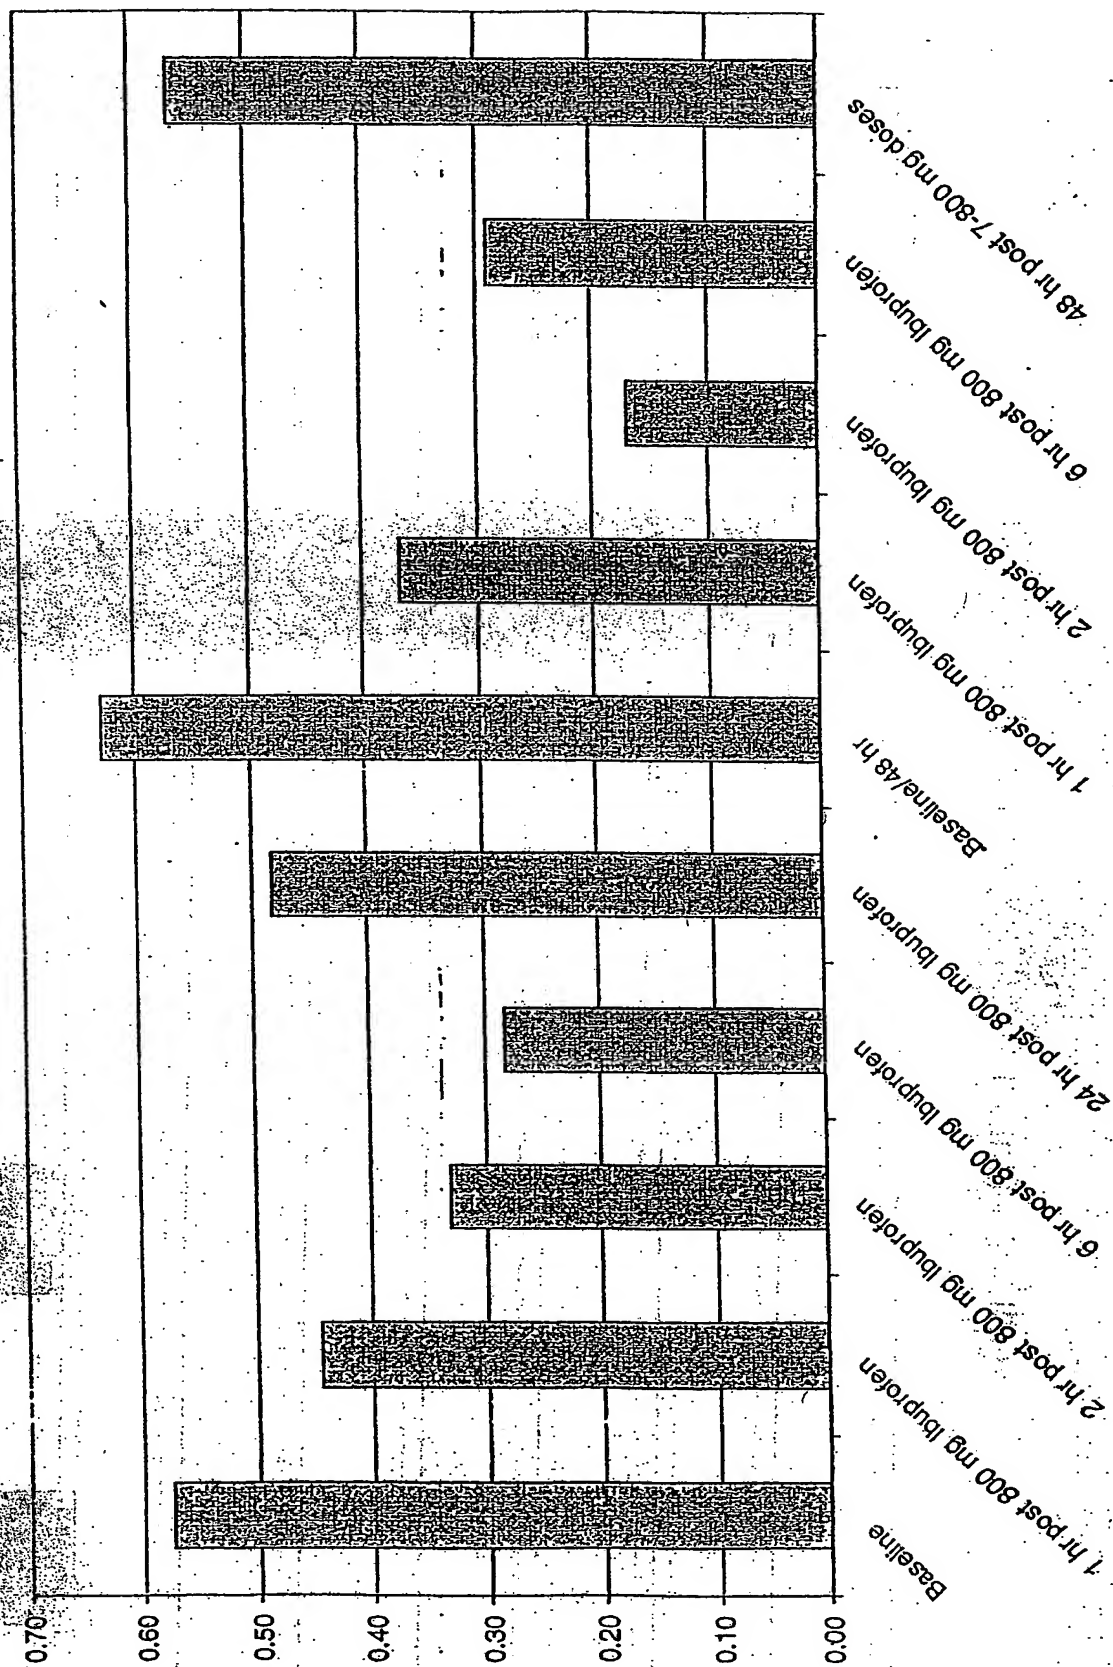 0.70
0.60
0.50
0.40
0.30
0.20
0.10
0.00
Baseline
1 hr post 800 mg Ibuprofen
2 hr post 800 mg Ibuprofen
6 hr post 800 mg Ibuprofen
24 hr post 800 mg Ibuprofen
Baseline/48 hr
1 hr post 800 mg Ibuprofen
2 hr post 800 mg Ibuprofen
6 hr post 800 mg Ibuprofen
48 hr post 7-800 mg doses